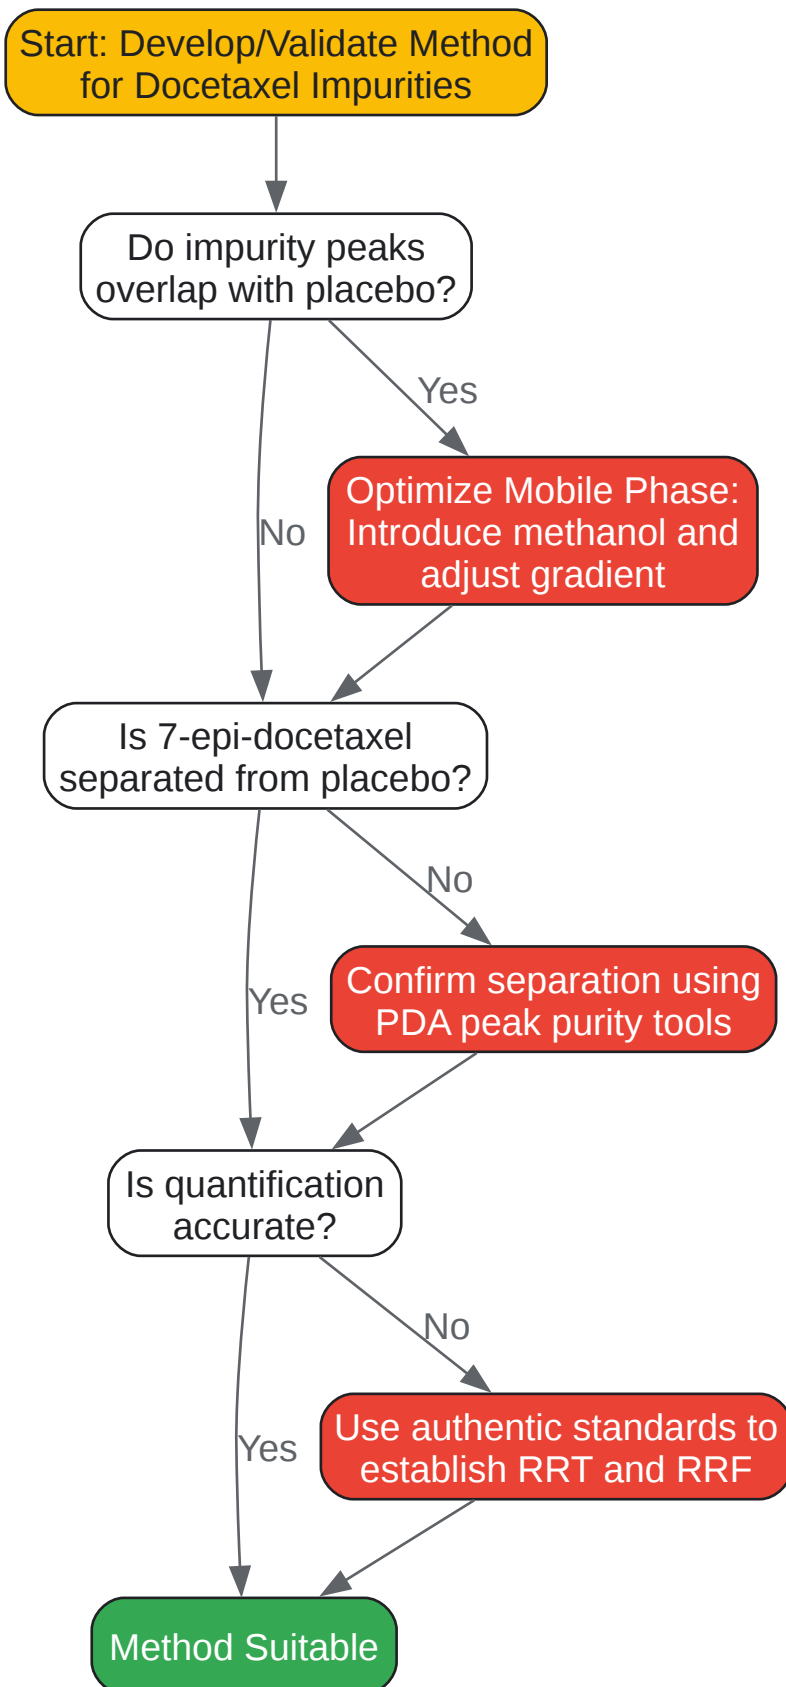 Start: Develop/Validate Method
for Docetaxel Impurities
Do impurity peaks
overlap with placebo?
Yes
No
Optimize Mobile Phase:
Introduce methanol and
adjust gradient
Is 7-epi-docetaxel
separated from placebo?
No
Yes
Confirm separation using
PDA peak purity tools
Is quantification
accurate?
No
Yes
Use authentic standards to
establish RRT and RRF
Method Suitable